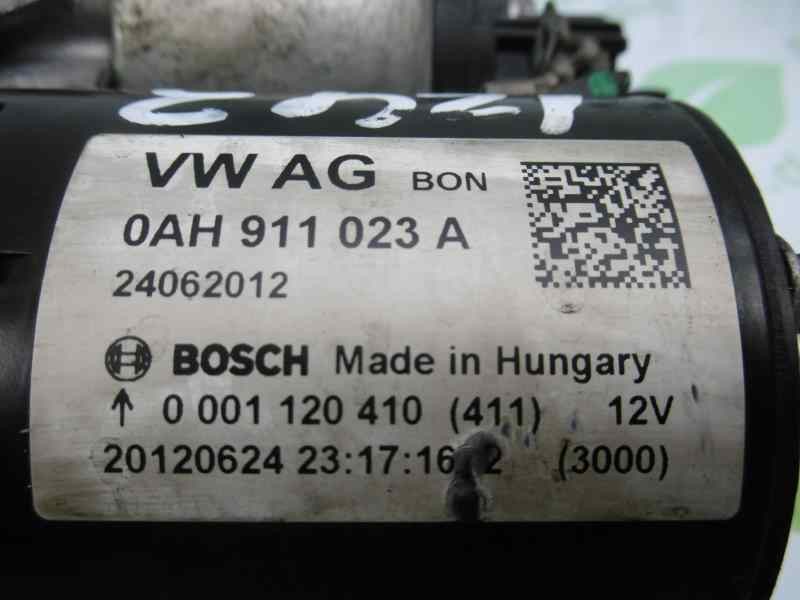 VW AG BON
0AH 911 023 A
24062012
BOSCH Made in Hungary
↑ 0 001 120 410 (411) 12V
20120624 23:17:16 2 (3000)